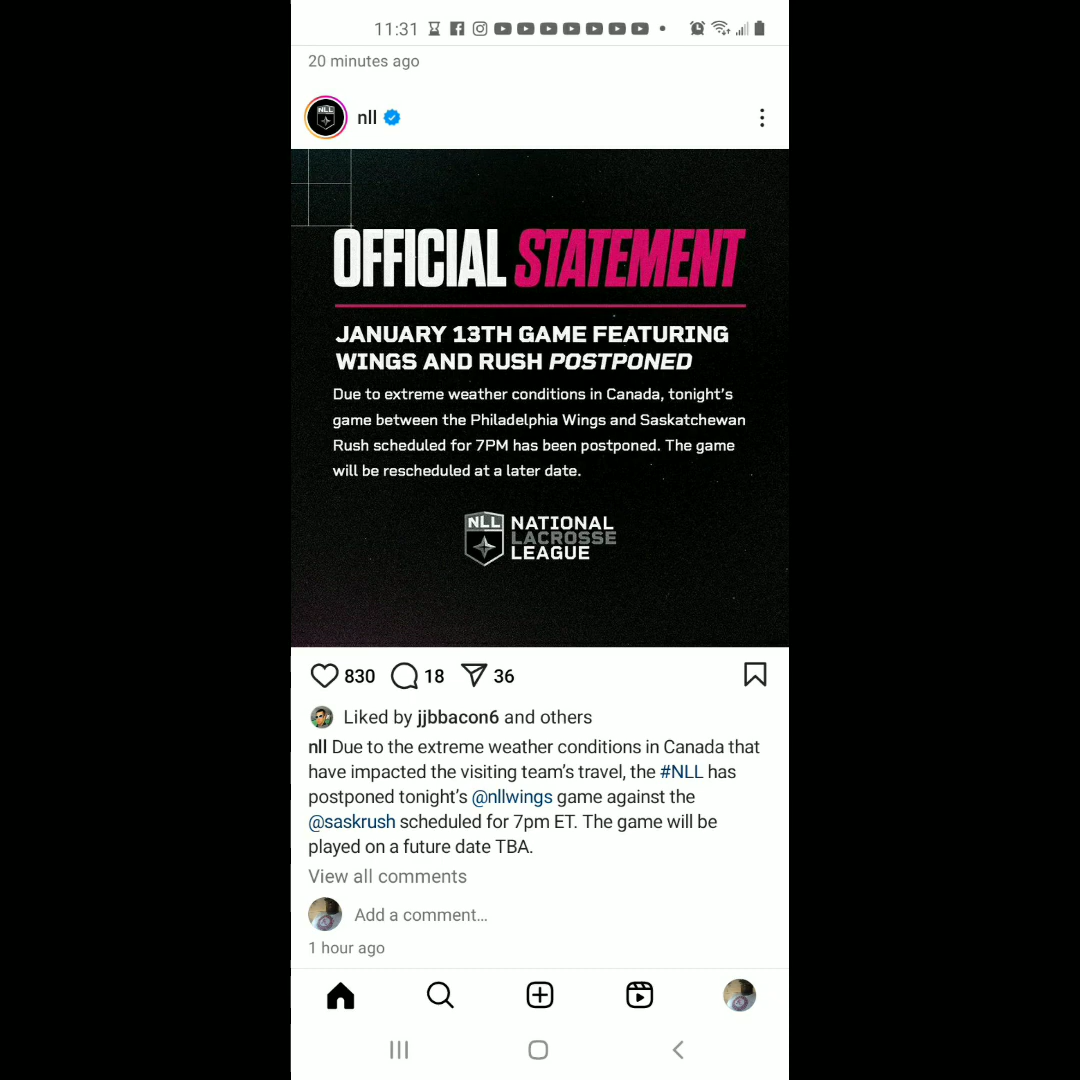 11:31
20 minutes ago
NLL
nll
OFFICIAL STATEMENT
JANUARY 13TH GAME FEATURING
WINGS AND RUSH POSTPONED
Due to extreme weather conditions in Canada, tonight's
game between the Philadelphia Wings and Saskatchewan
Rush scheduled for 7PM has been postponed. The game
will be rescheduled at a later date.
NLL
NATIONAL
LACROSSE
LEAGUE
830 18 36
Liked by jjbbacon6 and others
nll Due to the extreme weather conditions in Canada that
have impacted the visiting team's travel, the #NLL has
postponed tonight's @nllwings game against the
@saskrush scheduled for 7pm ET. The game will be
played on a future date TBA.
View all comments
Add a comment...
1 hour ago